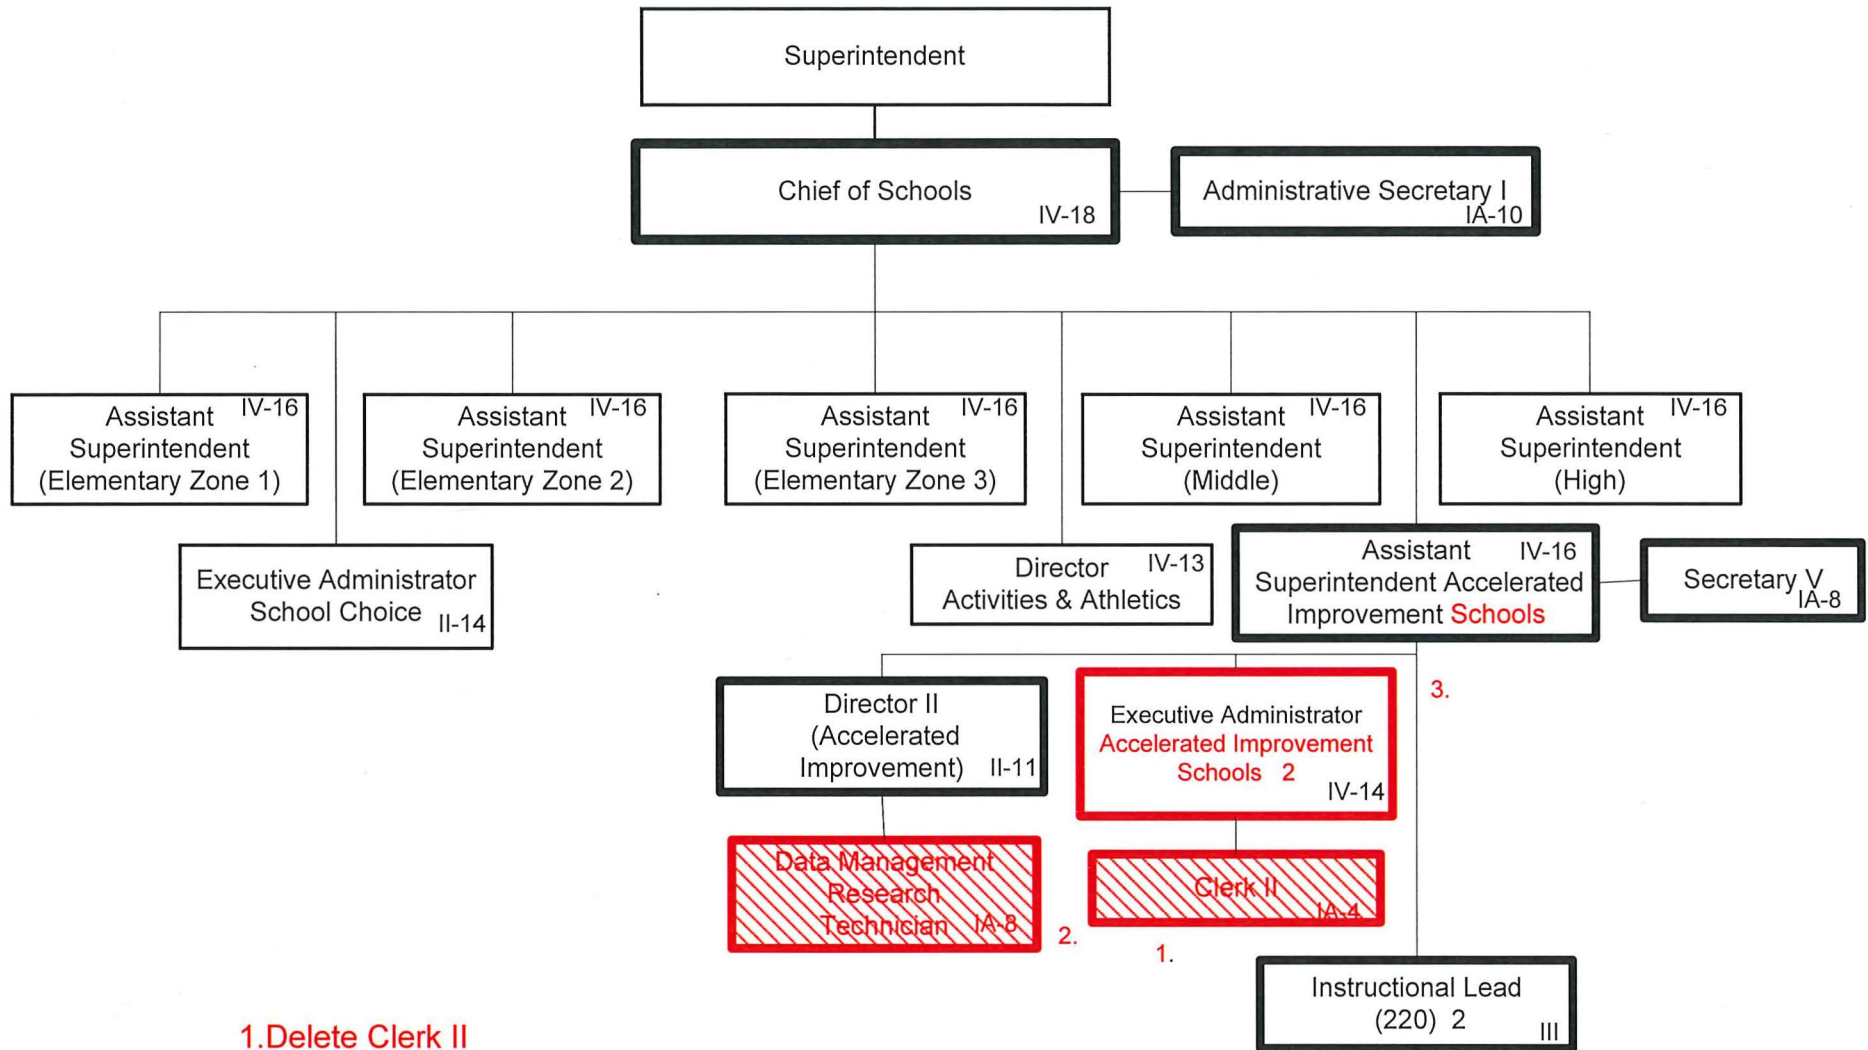 Superintendent
Chief of Schools
IV-18
Administrative Secretary I
IA-10
Assistant IV-16
Superintendent
(Elementary Zone 1)
Assistant IV-16
Superintendent
(Elementary Zone 2)
Assistant IV-16
Superintendent
(Elementary Zone 3)
Assistant IV-16
Superintendent
(Middle)
Assistant IV-16
Superintendent
(High)
Executive Administrator
School Choice II-14
Director IV-13
Activities & Athletics
Assistant IV-16
Superintendent Accelerated
Improvement Schools
Secretary V
IA-8
Director II
(Accelerated
Improvement) II-11
Executive Administrator
Accelerated Improvement
Schools 2
IV-14
3.
Data Management
Research
Technician IA-8
2.
Clerk II
IA-4
1.
Instructional Lead
(220) 2
III
1.Delete Clerk II